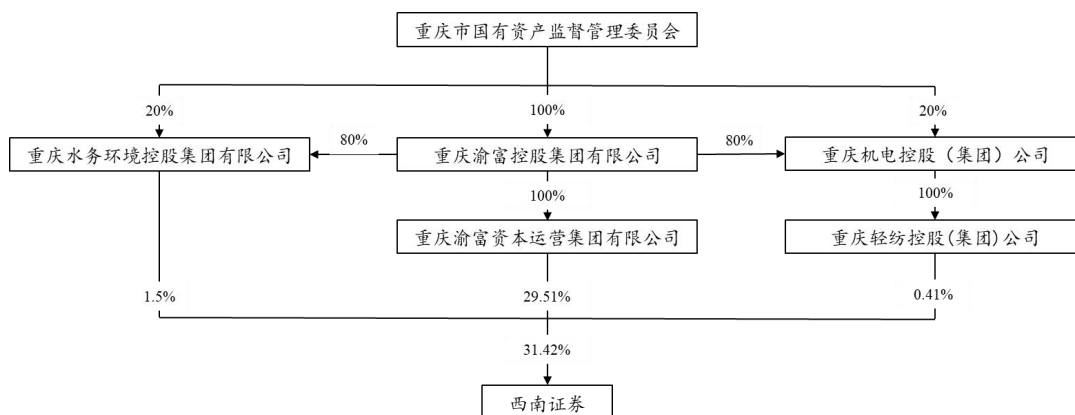 重庆市国有资产监督管理委员会
20%
100%
20%
重庆水务环境控股集团有限公司
80%
重庆渝富控股集团有限公司
80%
重庆机电控股（集团）公司
100%
100%
重庆渝富资本运营集团有限公司
重庆轻纺控股(集团)公司
1.5%
29.51%
0.41%
31.42%
西南证券